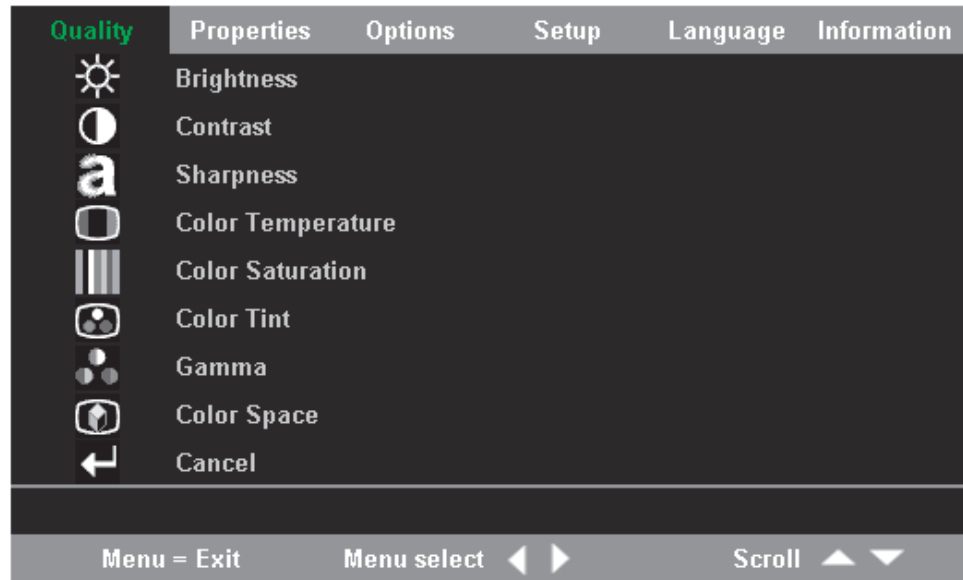 Quality Properties Options Setup Language Information
Brightness
Contrast
Sharpness
Color Temperature
Color Saturation
Color Tint
Gamma
Color Space
Cancel
Menu = Exit Menu select Scroll